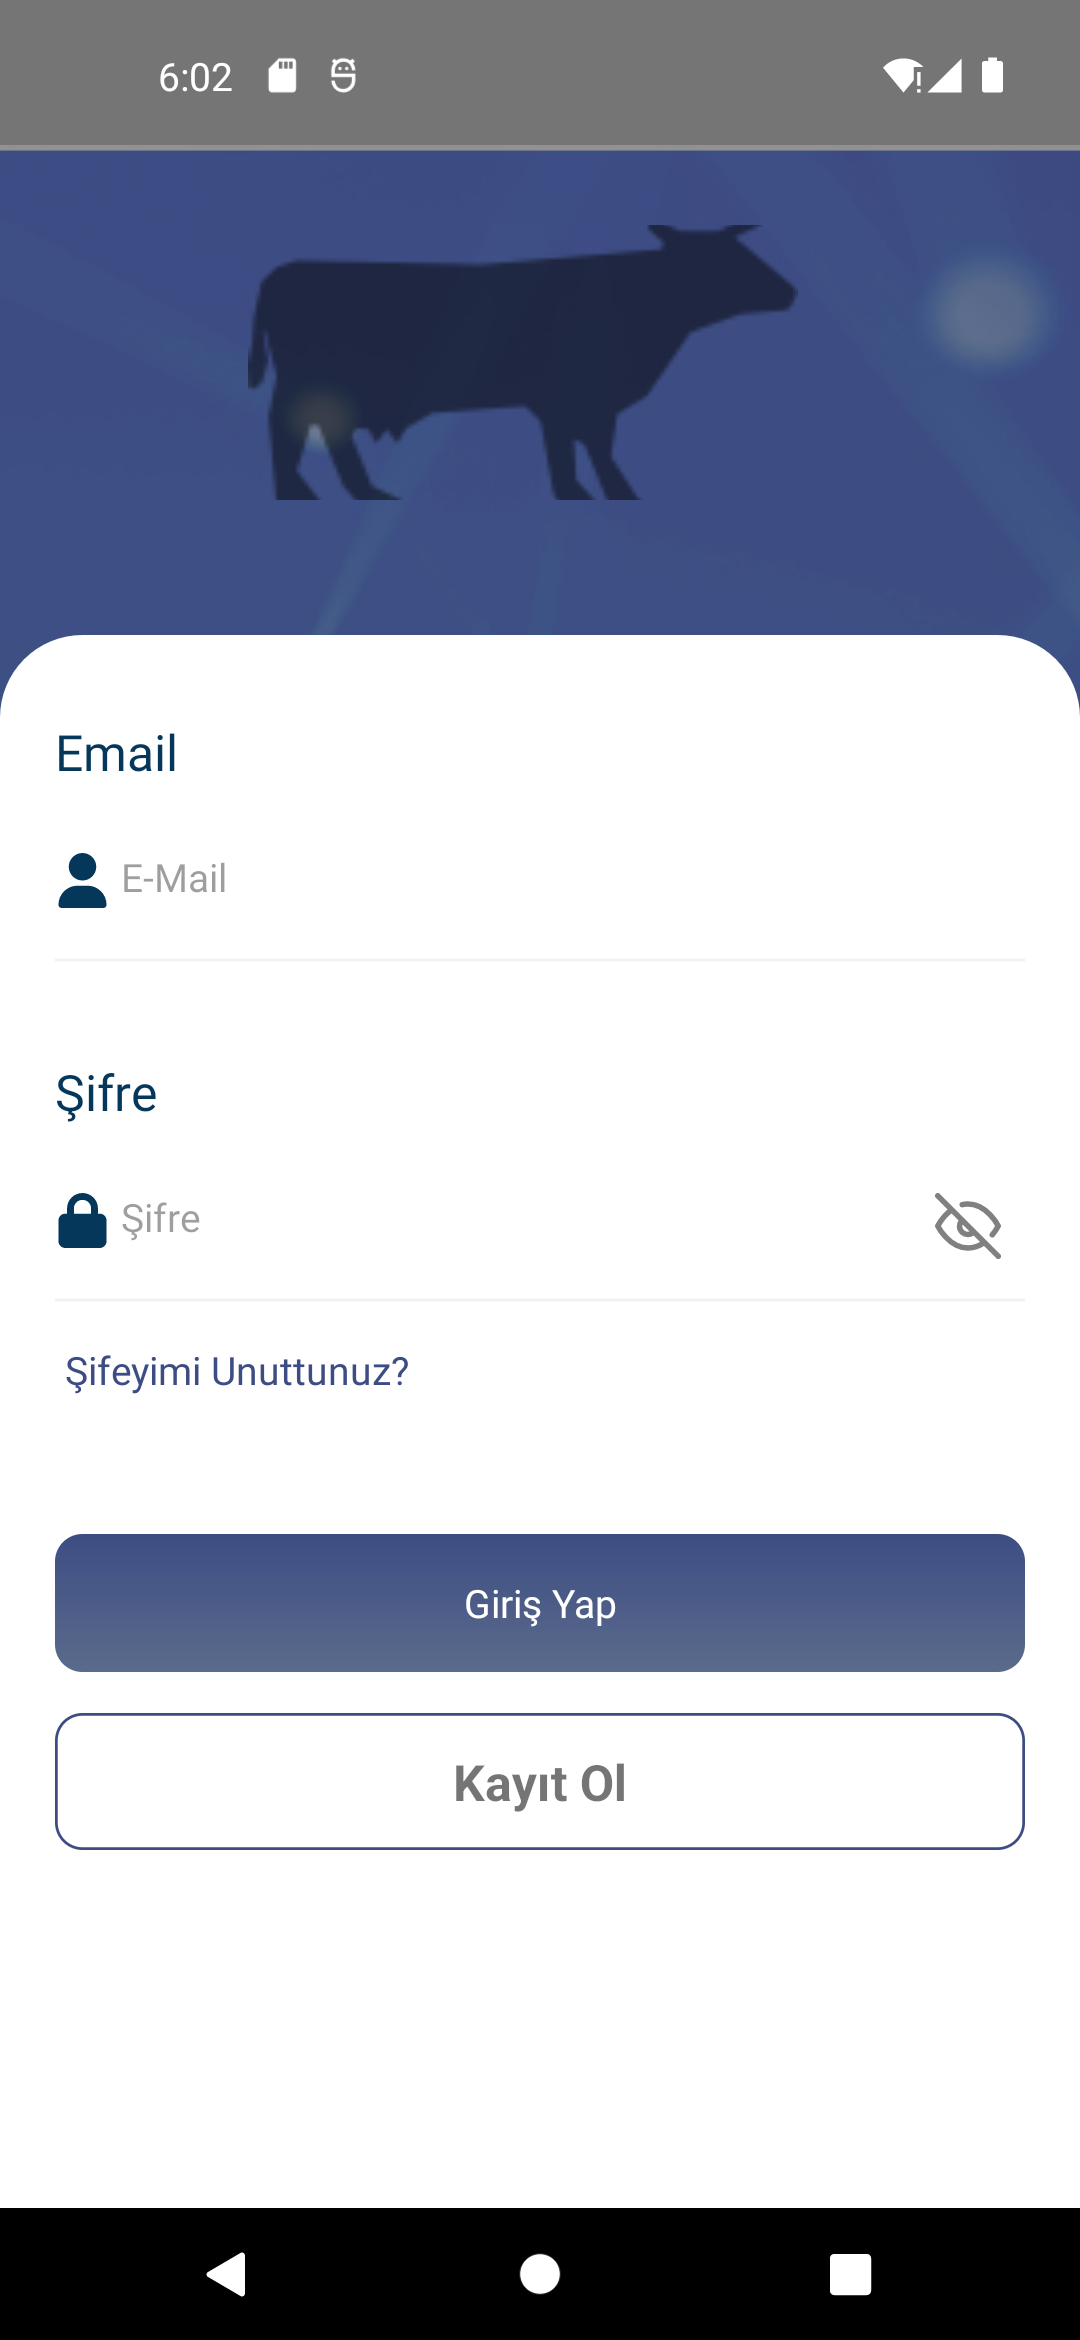 6:02
Email
E-Mail
Şifre
Şifre
Şifeyimi Unuttunuz?
Giriş Yap
Kayıt Ol